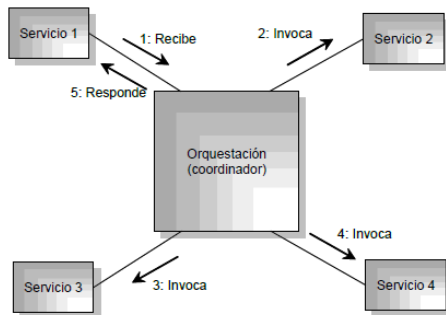 Servicio 1
1: Recibe
2: Invoca
Servicio 2
5: Responde
Orquestación
(coordinador)
4: Invoca
Servicio 3
3: Invoca
Servicio 4